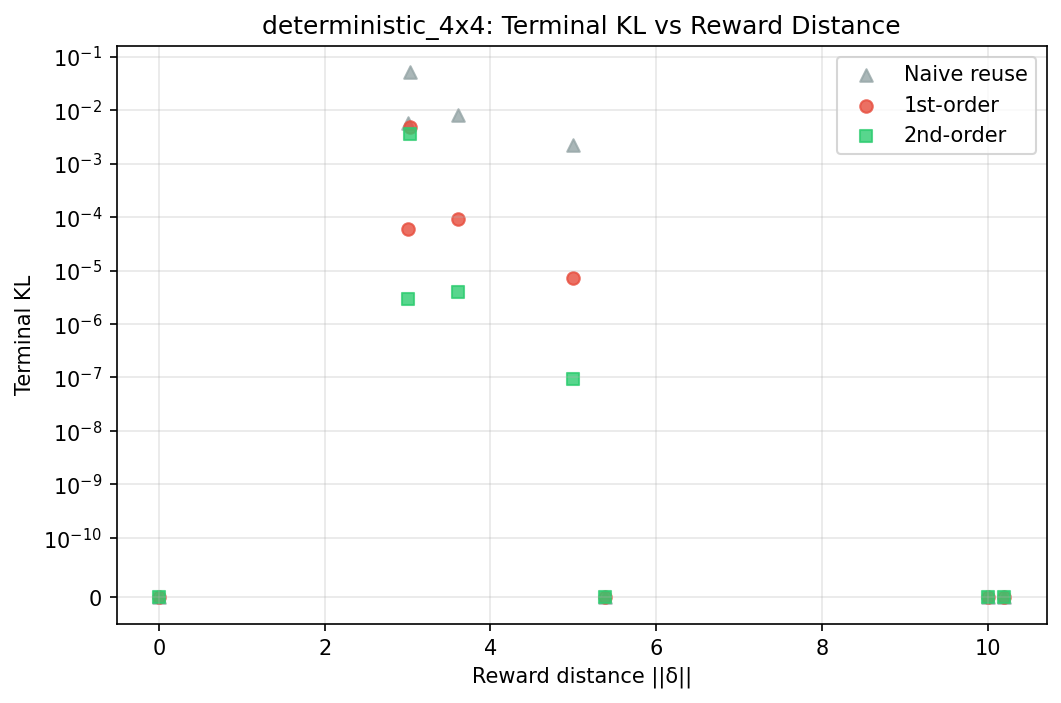 deterministic_4x4: Terminal KL vs Reward Distance
Terminal KL
10⁻¹
10⁻²
10⁻³
10⁻⁴
10⁻⁵
10⁻⁶
10⁻⁷
10⁻⁸
10⁻⁹
10⁻¹⁰
0
Naive reuse
1st-order
2nd-order
0 2 4 6 8 10
Reward distance ||δ||